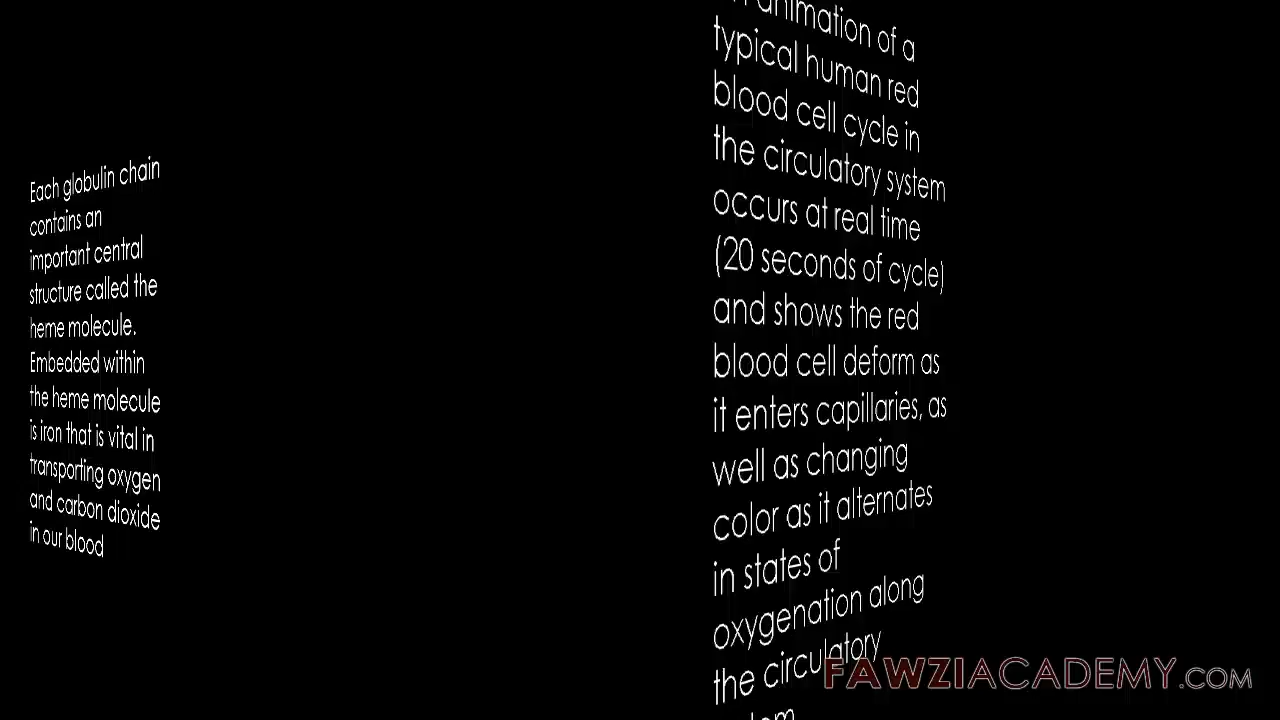 Each globulin chain
contains an
important central
structure called the
heme molecule.
Embedded within
the heme molecule
is iron that is vital in
transporting oxygen
and carbon dioxide
in our blood
animation of a
typical human red
blood cell cycle in
the circulatory system
occurs at real time
(20 seconds of cycle)
and shows the red
blood cell deform as
it enters capillaries, as
well as changing
color as it alternates
in states of
oxygenation along
the circulatory
FAWZIACADEMY.COM